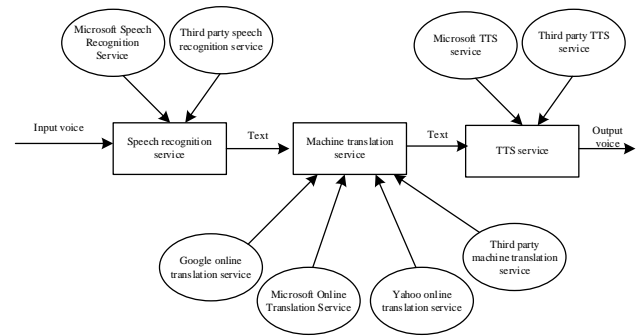 Microsoft Speech
Recognition
Service
Third party speech
recognition service
Microsoft TTS
service
Third party TTS
service
Input voice
Speech recognition
service
Text
Machine translation
service
Text
TTS service
Output
voice
Google online
translation service
Microsoft Online
Translation Service
Yahoo online
translation service
Third party
machine translation
service